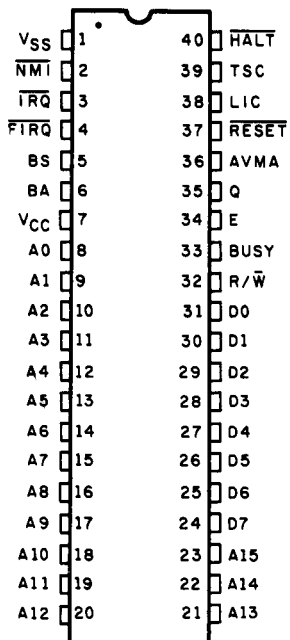 VSS 1 40 HALT
NMI 2 39 TSC
IRQ 3 38 LIC
FIRQ 4 37 RESET
BS 5 36 AVMA
BA 6 35 Q
VCC 7 34 E
A0 8 33 BUSY
A1 9 32 R/W
A2 10 31 D0
A3 11 30 D1
A4 12 29 D2
A5 13 28 D3
A6 14 27 D4
A7 15 26 D5
A8 16 25 D6
A9 17 24 D7
A10 18 23 A15
A11 19 22 A14
A12 20 21 A13